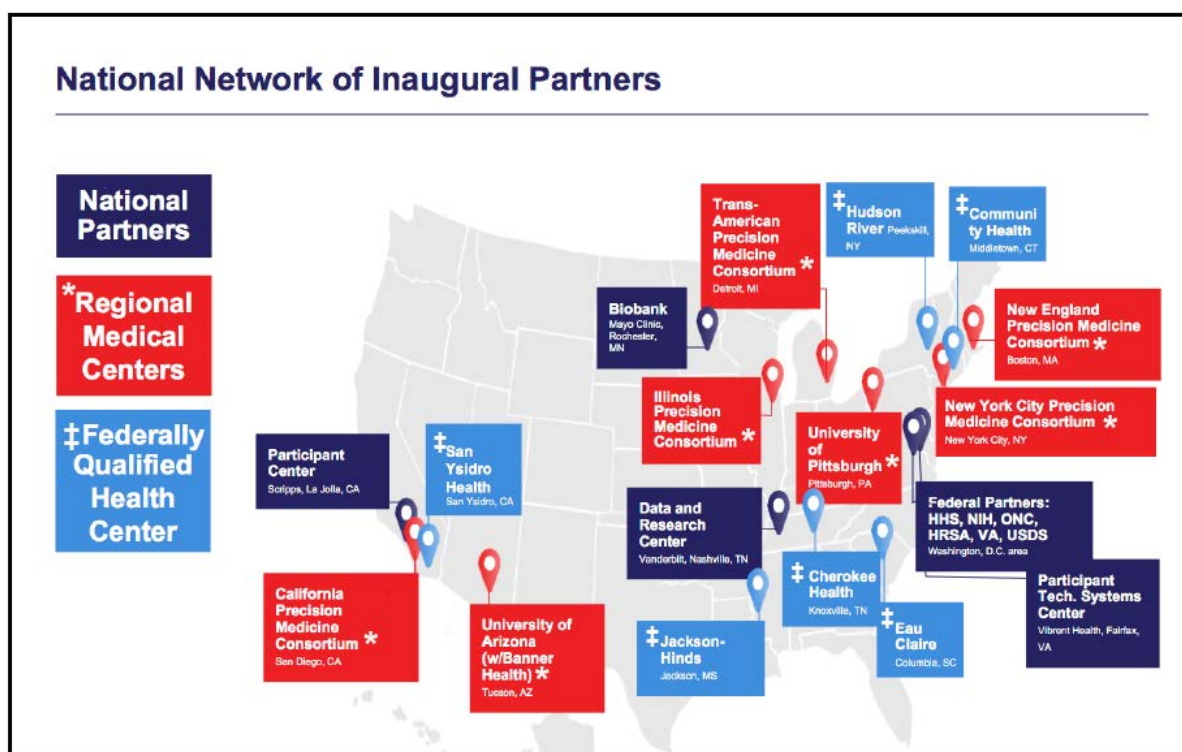 National Network of Inaugural Partners
National
Partners
*Regional
Medical
Centers
‡Federally
Qualified
Health
Center
Participant
Center
Scripps, La Jolla, CA
‡San
Ysidro
Health
San Ysidro, CA
California
Precision
Medicine
Consortium *
San Diego, CA
University of
Arizona
(w/Banner
Health) *
Tucson, AZ
Biobank
Mayo Clinic,
Rochester,
MN
Trans-
American
Precision
Medicine
Consortium *
Detroit, MI
Illinois
Precision
Medicine
Consortium *
‡Hudson
River Peekskill,
NY
‡Communi
ty Health
Middletown, CT
New England
Precision Medicine
Consortium *
Boston, MA
New York City Precision
Medicine Consortium *
New York City, NY
University
of
Pittsburgh *
Pittsburgh, PA
Data and
Research
Center
Vanderbilt, Nashville, TN
Federal Partners:
HHS, NIH, ONC,
HRSA, VA, USDS
Washington, D.C. area
Participant
Tech. Systems
Center
Vibrent Health, Fairfax,
VA
‡Cherokee
Health
Knoxville, TN
‡Jackson-
Hinds
Jackson, MS
‡Eau
Claire
Columbia, SC